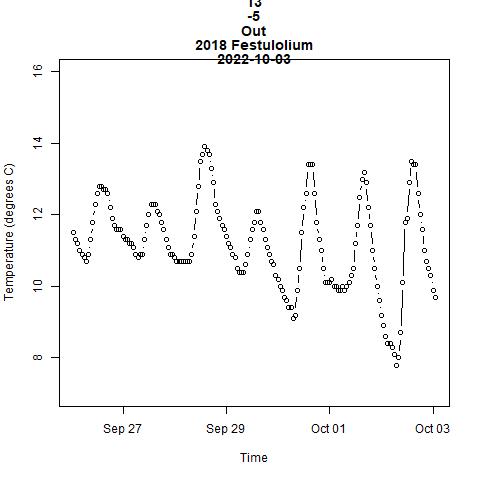 13
-5
Out
2018 Festulolium
2022-10-03
Temperature (degrees C)
16
14
12
10
8
Sep 27
Sep 29
Oct 01
Oct 03
Time